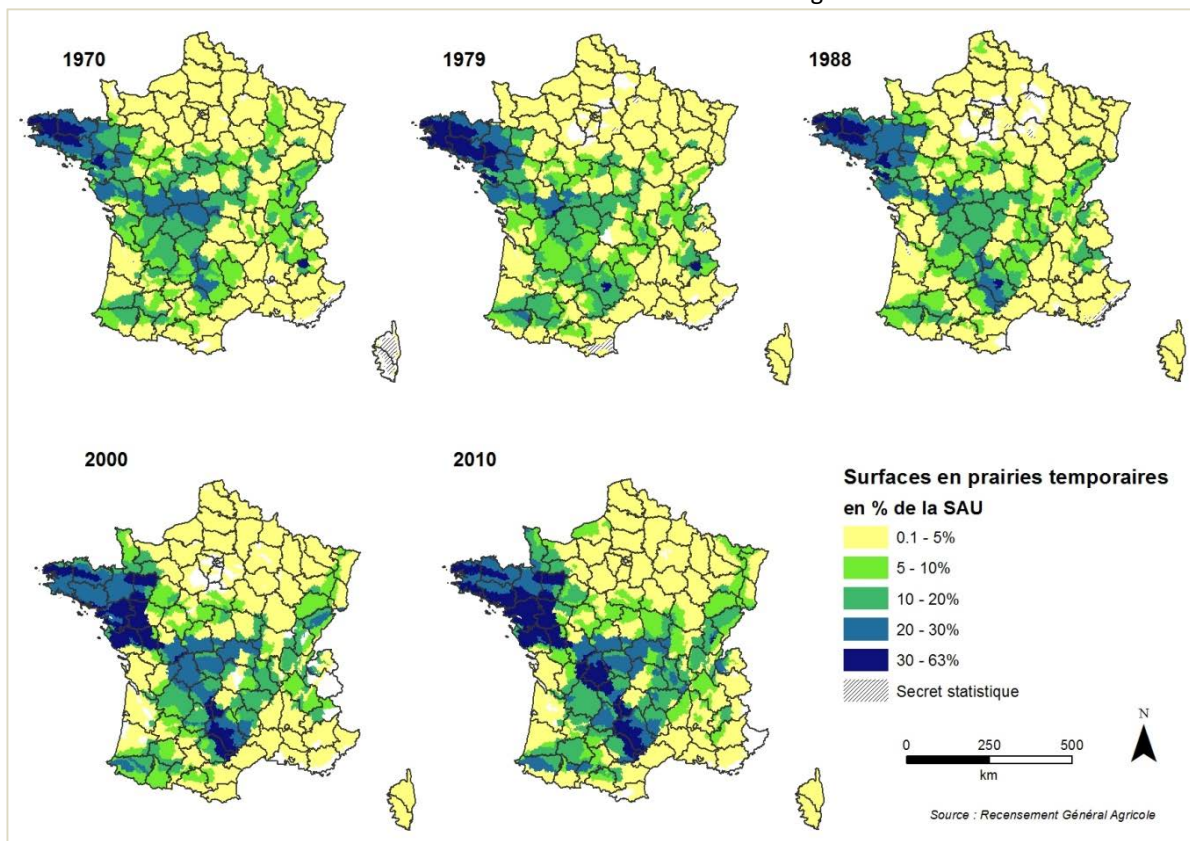 1970
1979
1988
2000
2010
Surfaces en prairies temporaires
en % de la SAU
0.1 - 5%
5 - 10%
10 - 20%
20 - 30%
30 - 63%
Secret statistique
N
0 250 500
km
Source : Recensement Général Agricole